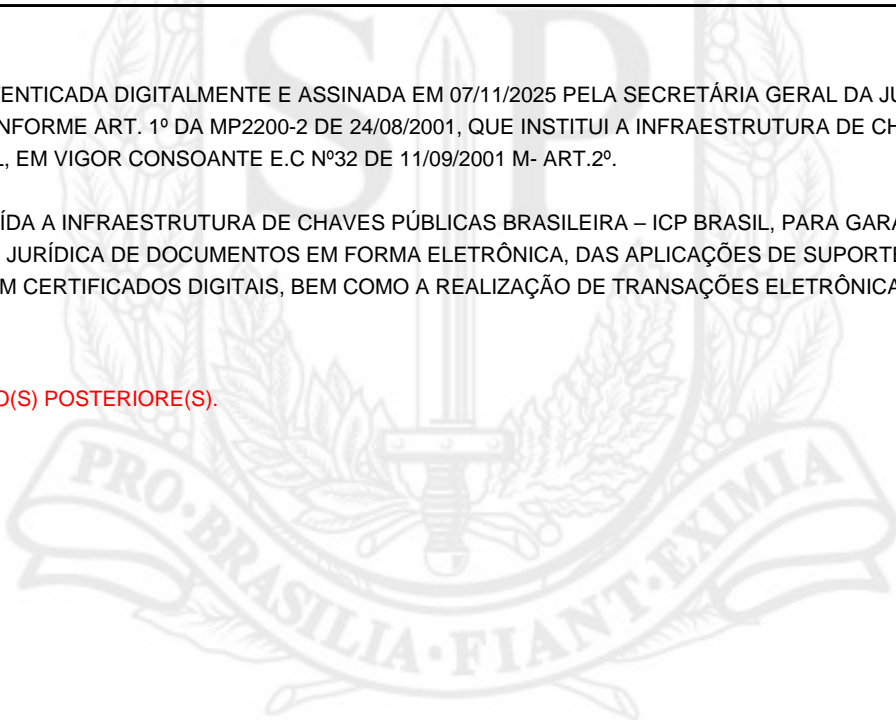 ENTICADA DIGITALMENTE E ASSINADA EM 07/11/2025 PELA SECRETÁRIA GERAL DA JU
NFORME ART. 1º DA MP2200-2 DE 24/08/2001, QUE INSTITUI A INFRAESTRUTURA DE CH
L, EM VIGOR CONSOANTE E.C Nº32 DE 11/09/2001 M- ART.2º.
ÍDA A INFRAESTRUTURA DE CHAVES PÚBLICAS BRASILEIRA – ICP BRASIL, PARA GARA
JURÍDICA DE DOCUMENTOS EM FORMA ELETRÔNICA, DAS APLICAÇÕES DE SUPORTE
M CERTIFICADOS DIGITAIS, BEM COMO A REALIZAÇÃO DE TRANSAÇÕES ELETRÔNICA
O(S) POSTERIORE(S).
SP
PRO·BRASILIA·FIANT·EXIMIA